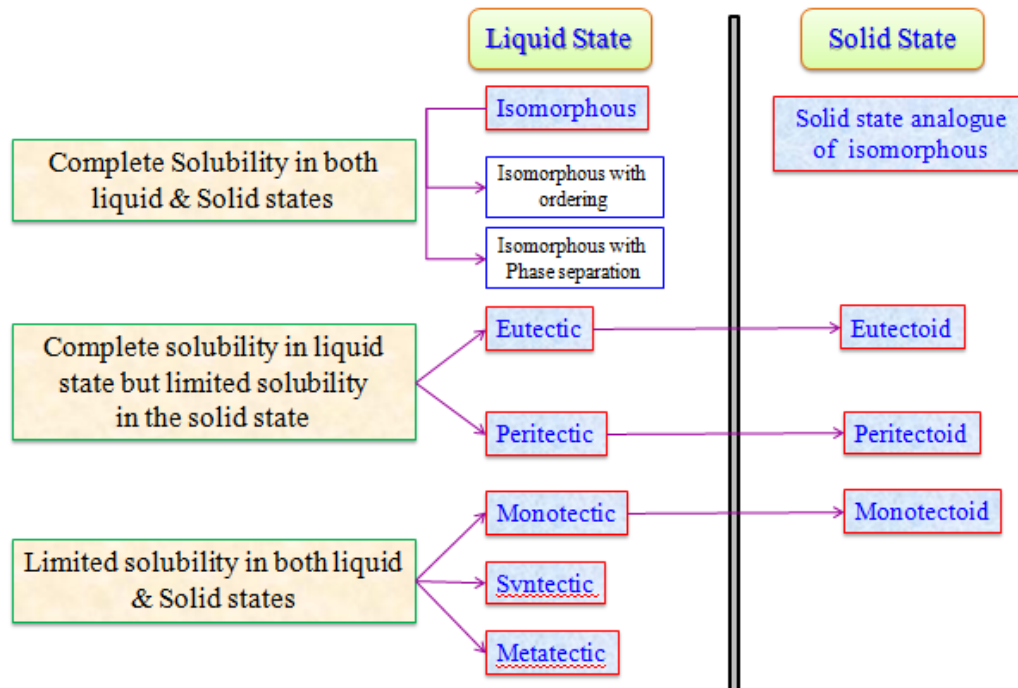 Liquid State
Solid State
Complete Solubility in both
liquid & Solid states
Isomorphous
Isomorphous with
ordering
Isomorphous with
Phase separation
Solid state analogue
of isomorphous
Complete solubility in liquid
state but limited solubility
in the solid state
Eutectic
Eutectoid
Peritectic
Peritectoid
Limited solubility in both liquid
& Solid states
Monotectic
Monotectoid
Syntectic
Metatectic